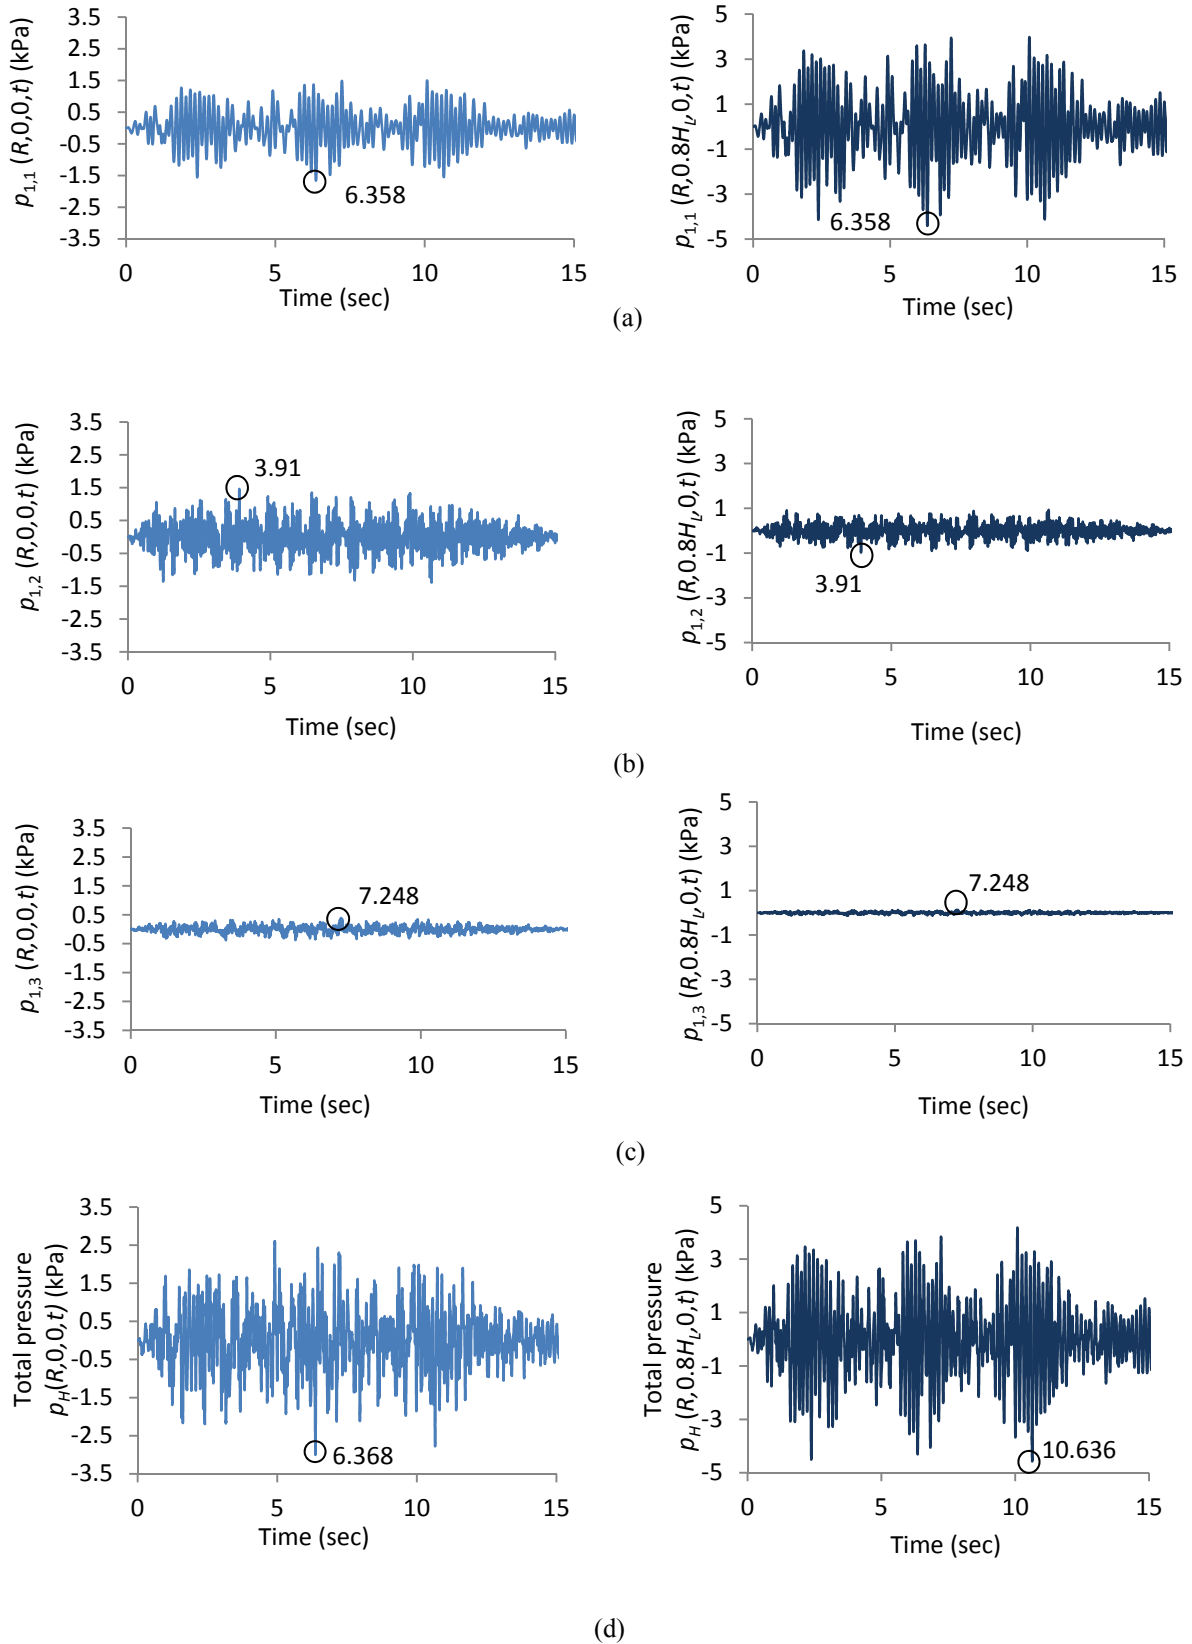 p1,1 (R,0,0,t) (kPa)
3.5
2.5
1.5
0.5
-0.5
-1.5
-2.5
-3.5
6.358
0 5 10 15
Time (sec)
p1,1 (R,0.8HL,0,t) (kPa)
5
3
1
-1
-3
-5
6.358
0 5 10 15
Time (sec)
(a)
p1,2 (R,0,0,t) (kPa)
3.5
2.5
1.5
0.5
-0.5
-1.5
-2.5
-3.5
3.91
0 5 10 15
Time (sec)
p1,2 (R,0.8HL,0,t) (kPa)
5
3
1
-1
-3
-5
3.91
0 5 10 15
Time (sec)
(b)
p1,3 (R,0,0,t) (kPa)
3.5
2.5
1.5
0.5
-0.5
-1.5
-2.5
-3.5
7.248
0 5 10 15
Time (sec)
p1,3 (R,0.8HL,0,t) (kPa)
5
3
1
-1
-3
-5
7.248
0 5 10 15
Time (sec)
(c)
Total pressure
pH(R,0,0,t) (kPa)
3.5
2.5
1.5
0.5
-0.5
-1.5
-2.5
-3.5
6.368
0 5 10 15
Time (sec)
Total pressure
pH (R,0.8HL,0,t) (kPa)
5
3
1
-1
-3
-5
10.636
0 5 10 15
Time (sec)
(d)